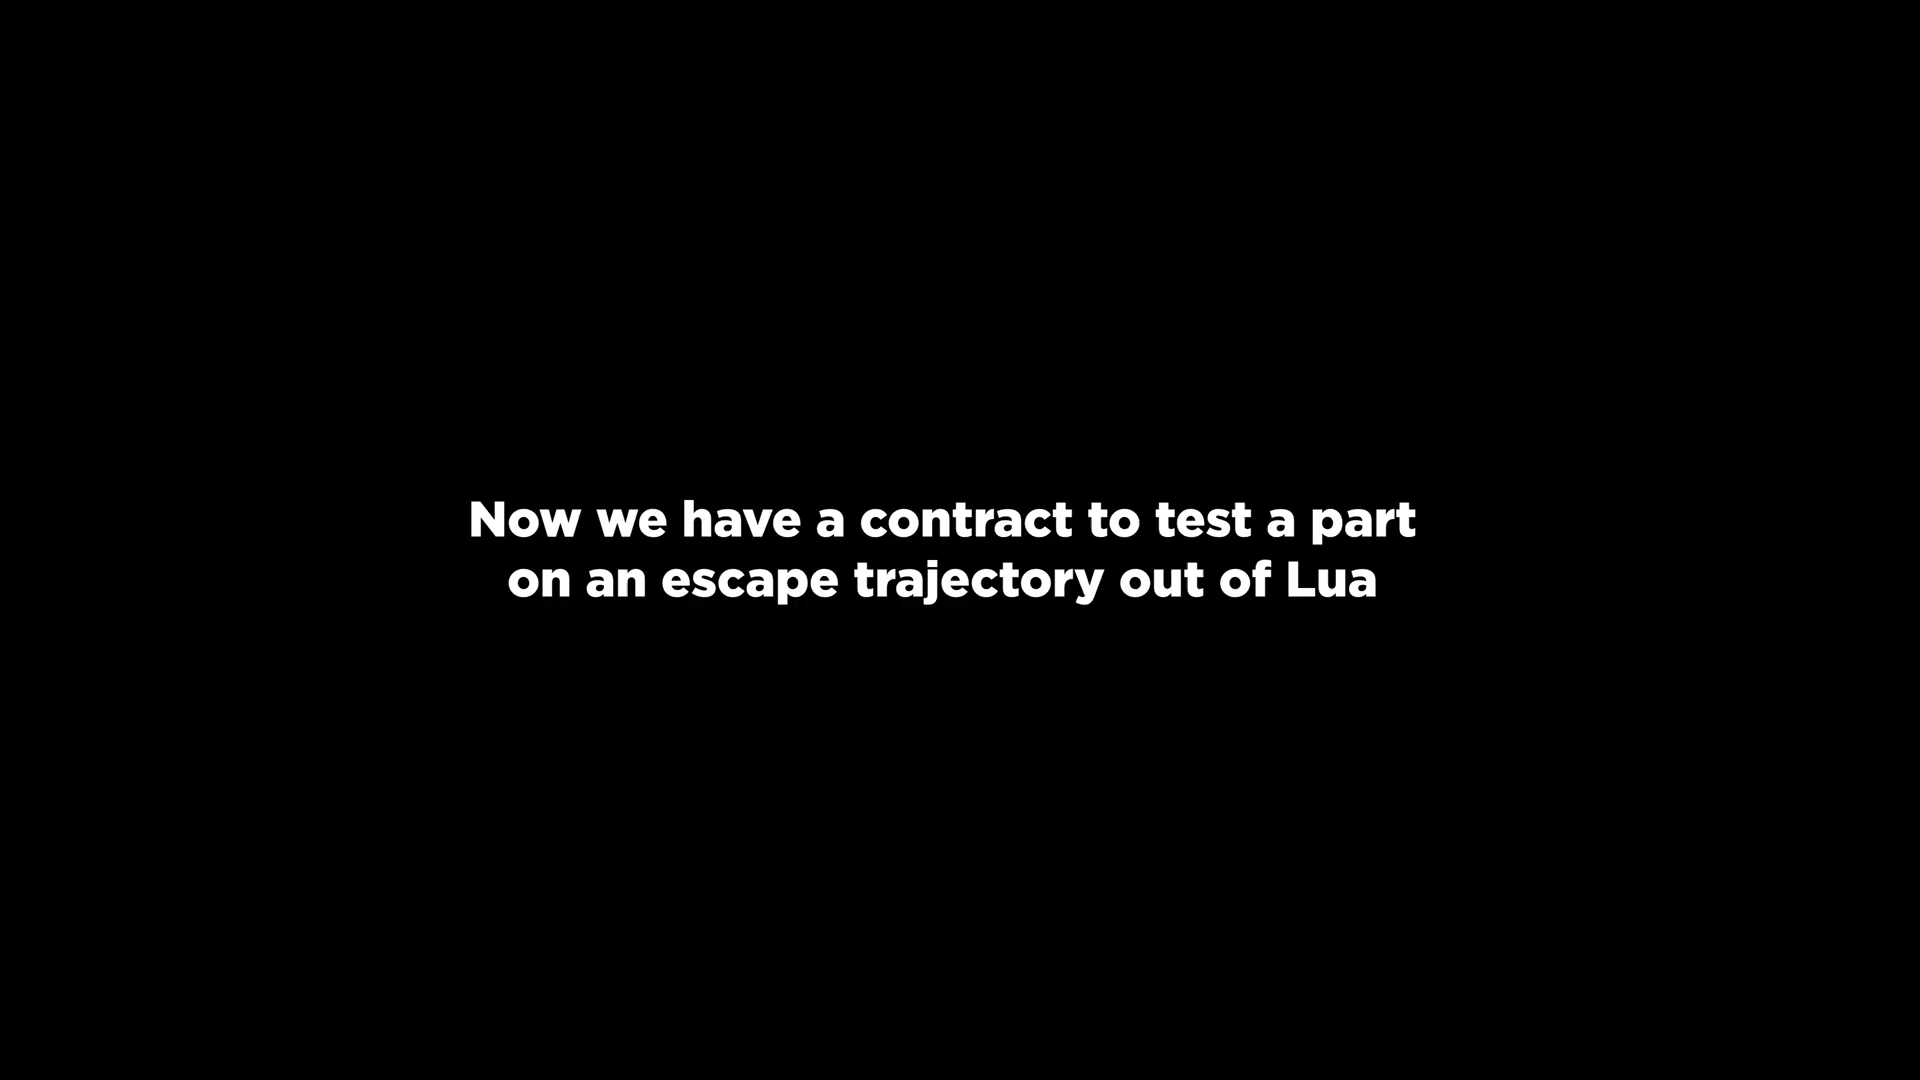 Now we have a contract to test a part
on an escape trajectory out of Lua